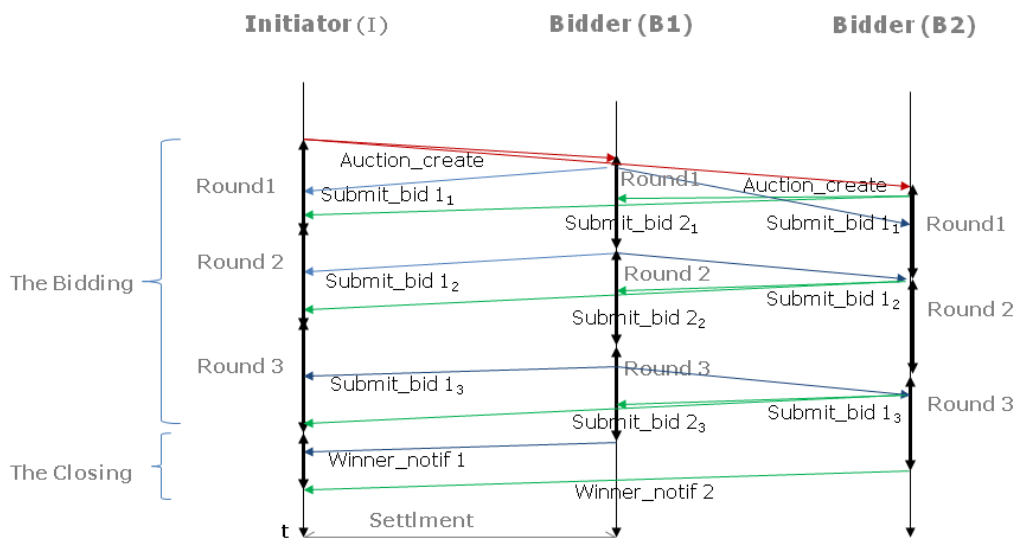 Initiator (I) Bidder (B1) Bidder (B2)
Auction_create
Round1 Round1 Auction_create
Submit_bid 1₁
Submit_bid 2₁ Submit_bid 1₁ Round1
Round 2
The Bidding Submit_bid 1₂ Round 2
Submit_bid 1₂ Round 2
Submit_bid 2₂
Round 3 Round 3
Submit_bid 1₃
Submit_bid 2₃ Submit_bid 1₃ Round 3
Winner_notif 1
The Closing
Winner_notif 2
t Settlment